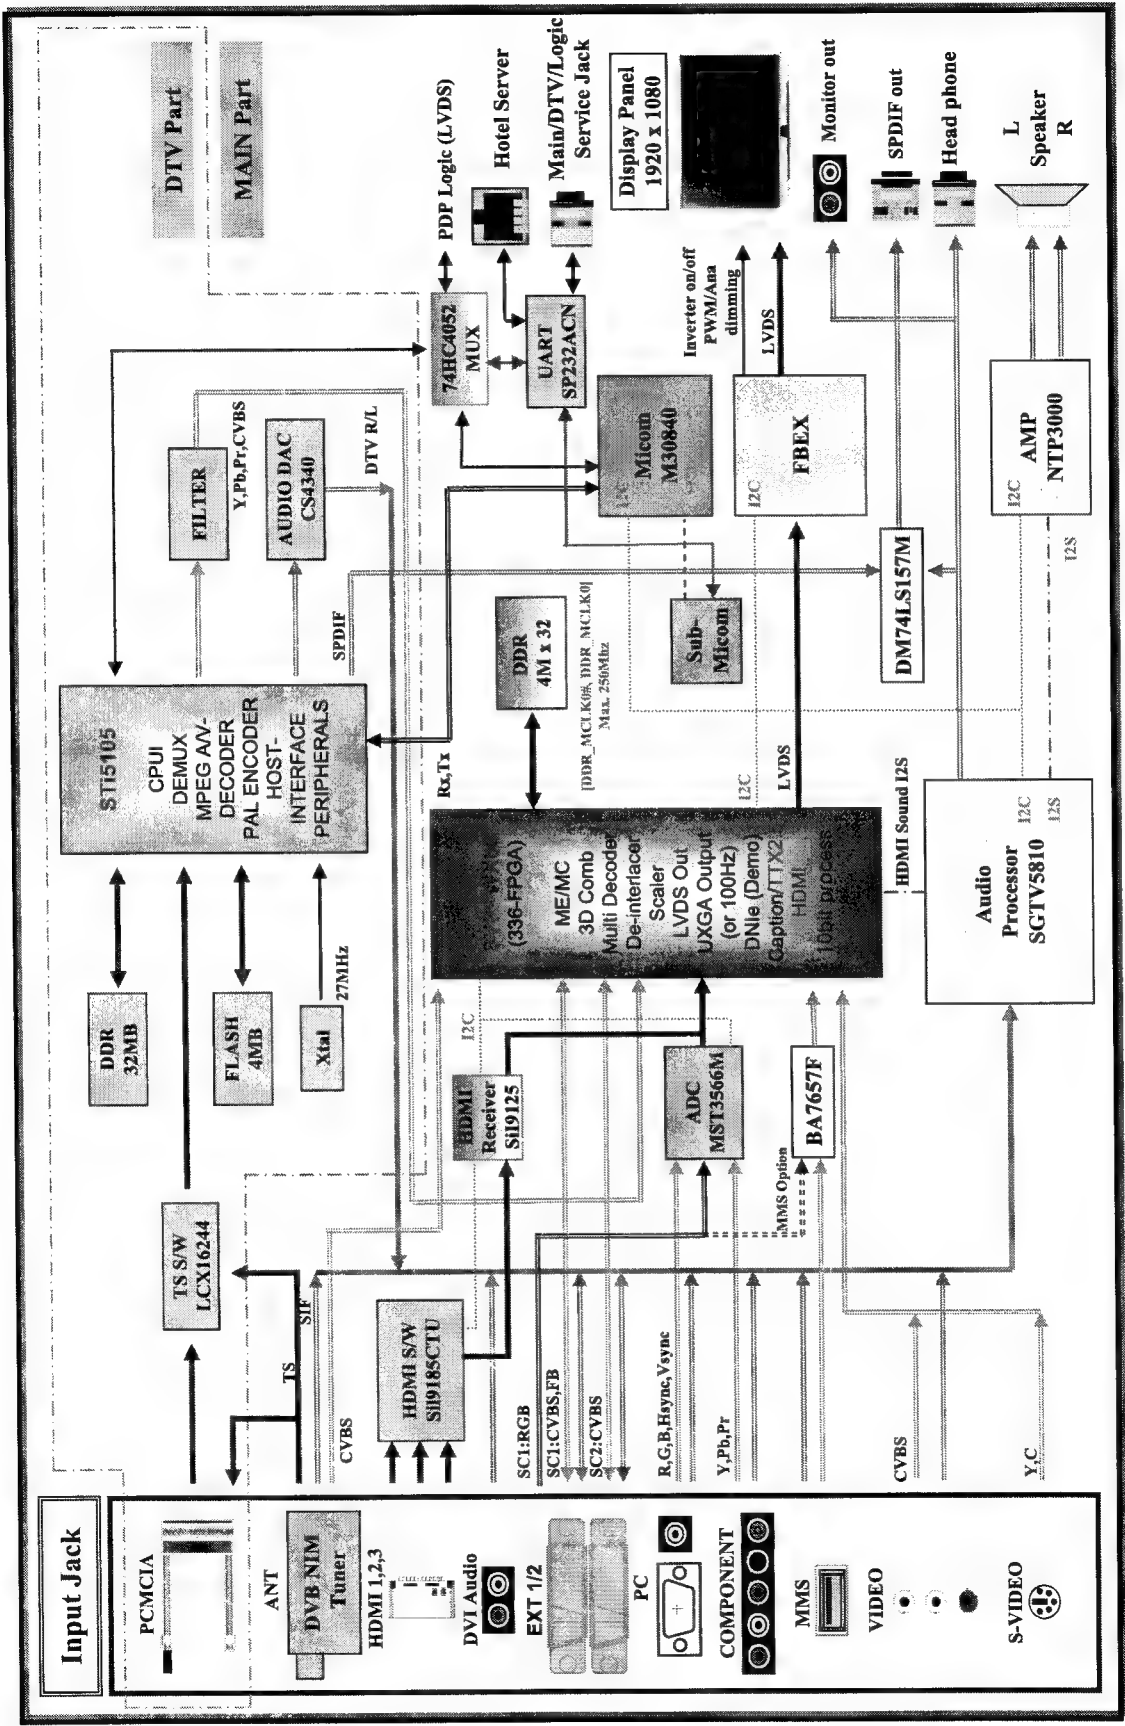 Input Jack
PCMCIA
ANT
DVB NIM
Tuner
HDMI 1,2,3
DVI Audio
EXT 1/2
PC
COMPONENT
MMS
VIDEO
S-VIDEO
TS
SIF
CVBS
SC1:RGB
SC1:CVBS,FB
SC2:CVBS
R,G,B,Hsync,Vsync
Y,Pb,Pr
CVBS
Y,C
TS S/W
LCX16244
HDMI S/W
SiI9185CTU
HDMI
Receiver
SiI9125
I2C
ADC
MST3566M
MMS Option
BA7657F
DDR
32MB
FLASH
4MB
Xtal
27MHz
STi5105
CPUI
DEMUX
MPEG A/V-
DECODER
PAL ENCODER
HOST-
INTERFACE
PERIPHERALS
SPDIF
Rx,Tx
(336-FPGA)
ME/MC
3D Comb
Multi Decoder
De-interlacer
Scaler
LVDS Out
UXGA Output
(or 100Hz)
DNIe (Demo)
Caption/TTX2
HDMI
10bit process
I2C
LVDS
HDMI Sound I2S
Audio
Processor
SGTV5810
I2C
I2S
DDR
4M x 32
[DDR_MCLK0#, DDR_MCLK0]
Max. 250Mhz
Sub-
Micom
DM74LS157M
FILTER
Y,Pb,Pr,CVBS
AUDIO DAC
CS4340
DTV R/L
74HC4052
MUX
UART
SP232ACN
Micom
M30840
I2C
FBEX
I2C
AMP
NTP3000
I2C
I2S
DTV Part
MAIN Part
PDP Logic (LVDS)
Hotel Server
Main/DTV/Logic
Service Jack
Display Panel
1920 x 1080
Inverter on/off
PWM/Ana
dimming
LVDS
Monitor out
SPDIF out
Head phone
L
Speaker
R